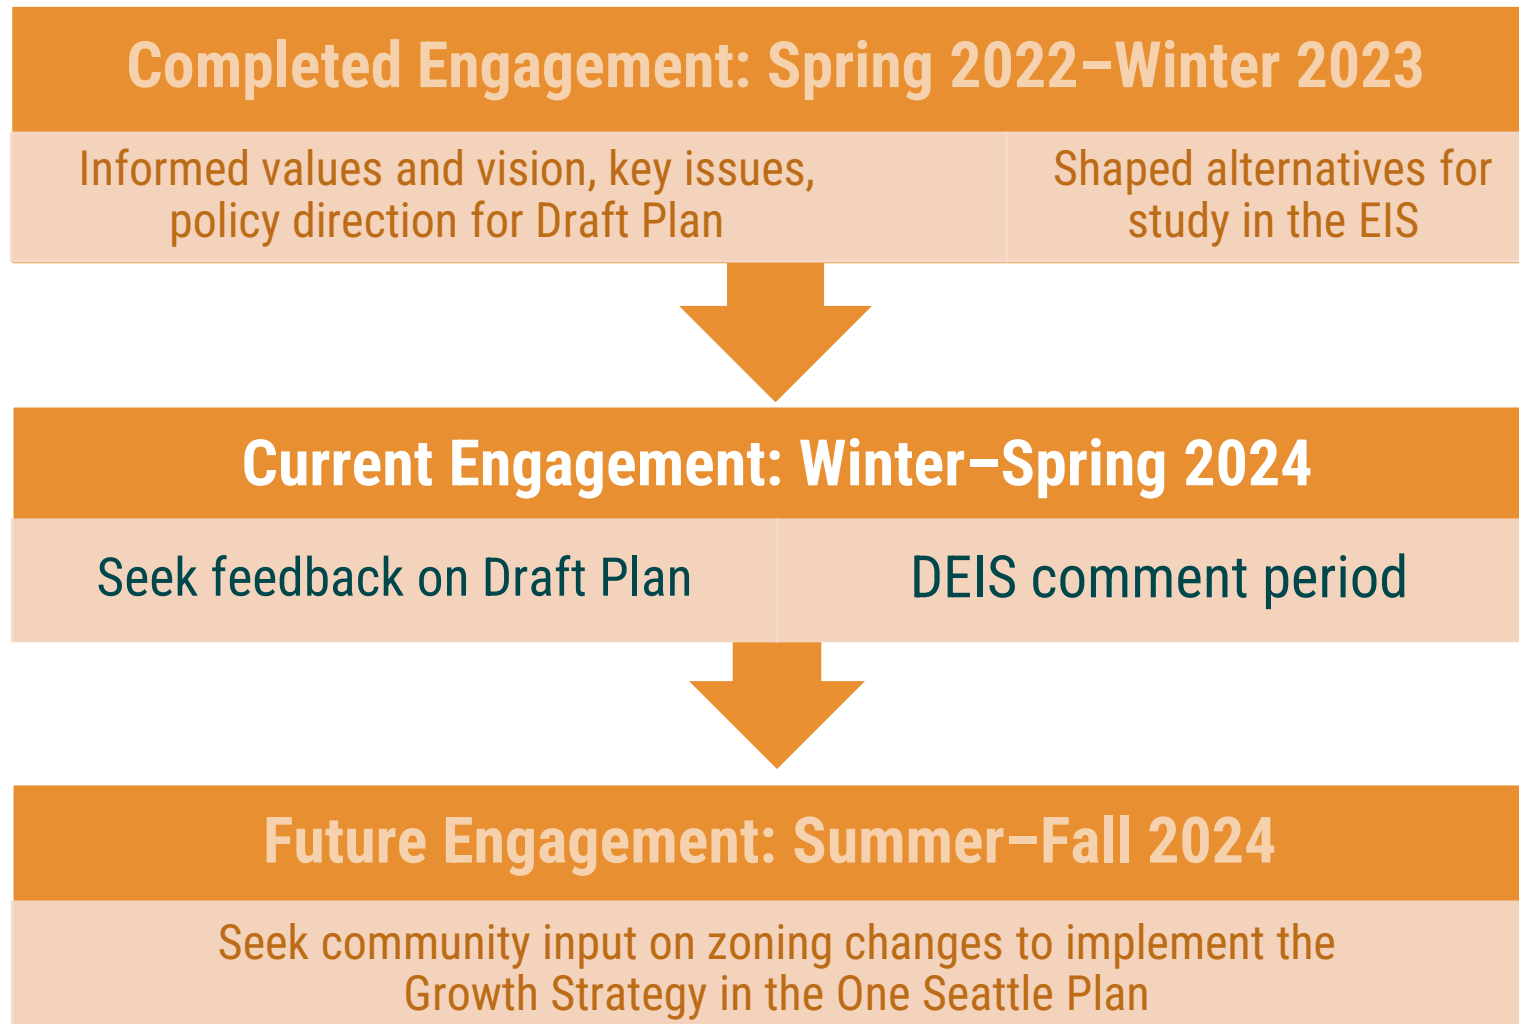 Completed Engagement: Spring 2022–Winter 2023
Informed values and vision, key issues,
policy direction for Draft Plan
Shaped alternatives for
study in the EIS
Current Engagement: Winter–Spring 2024
Seek feedback on Draft Plan
DEIS comment period
Future Engagement: Summer–Fall 2024
Seek community input on zoning changes to implement the
Growth Strategy in the One Seattle Plan